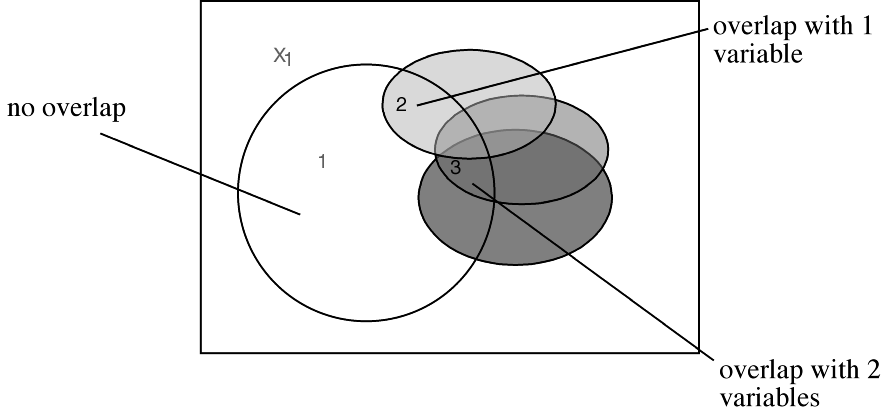 overlap with 1
variable
X1
no overlap
2
1
3
overlap with 2
variables